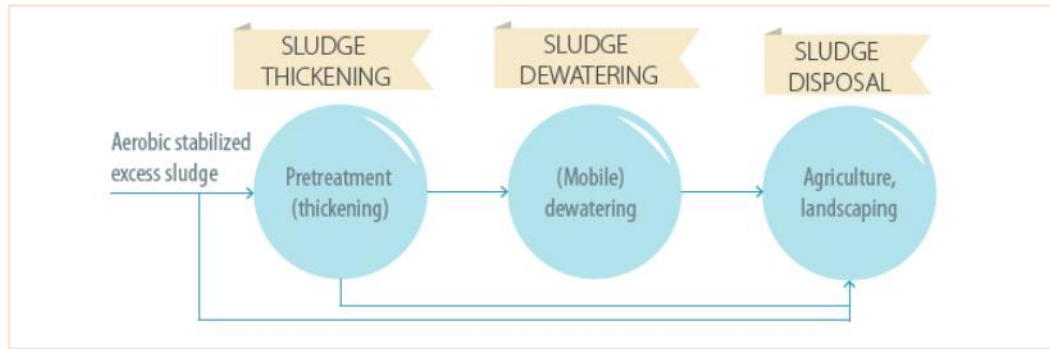 SLUDGE
THICKENING
SLUDGE
DEWATERING
SLUDGE
DISPOSAL
Aerobic stabilized
excess sludge
Pretreatment
(thickening)
(Mobile)
dewatering
Agriculture,
landscaping